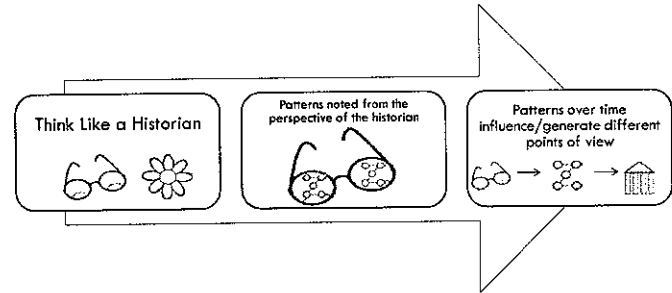 Think Like a Historian
Patterns noted from the
perspective of the historian
Patterns over time
influence/generate different
points of view